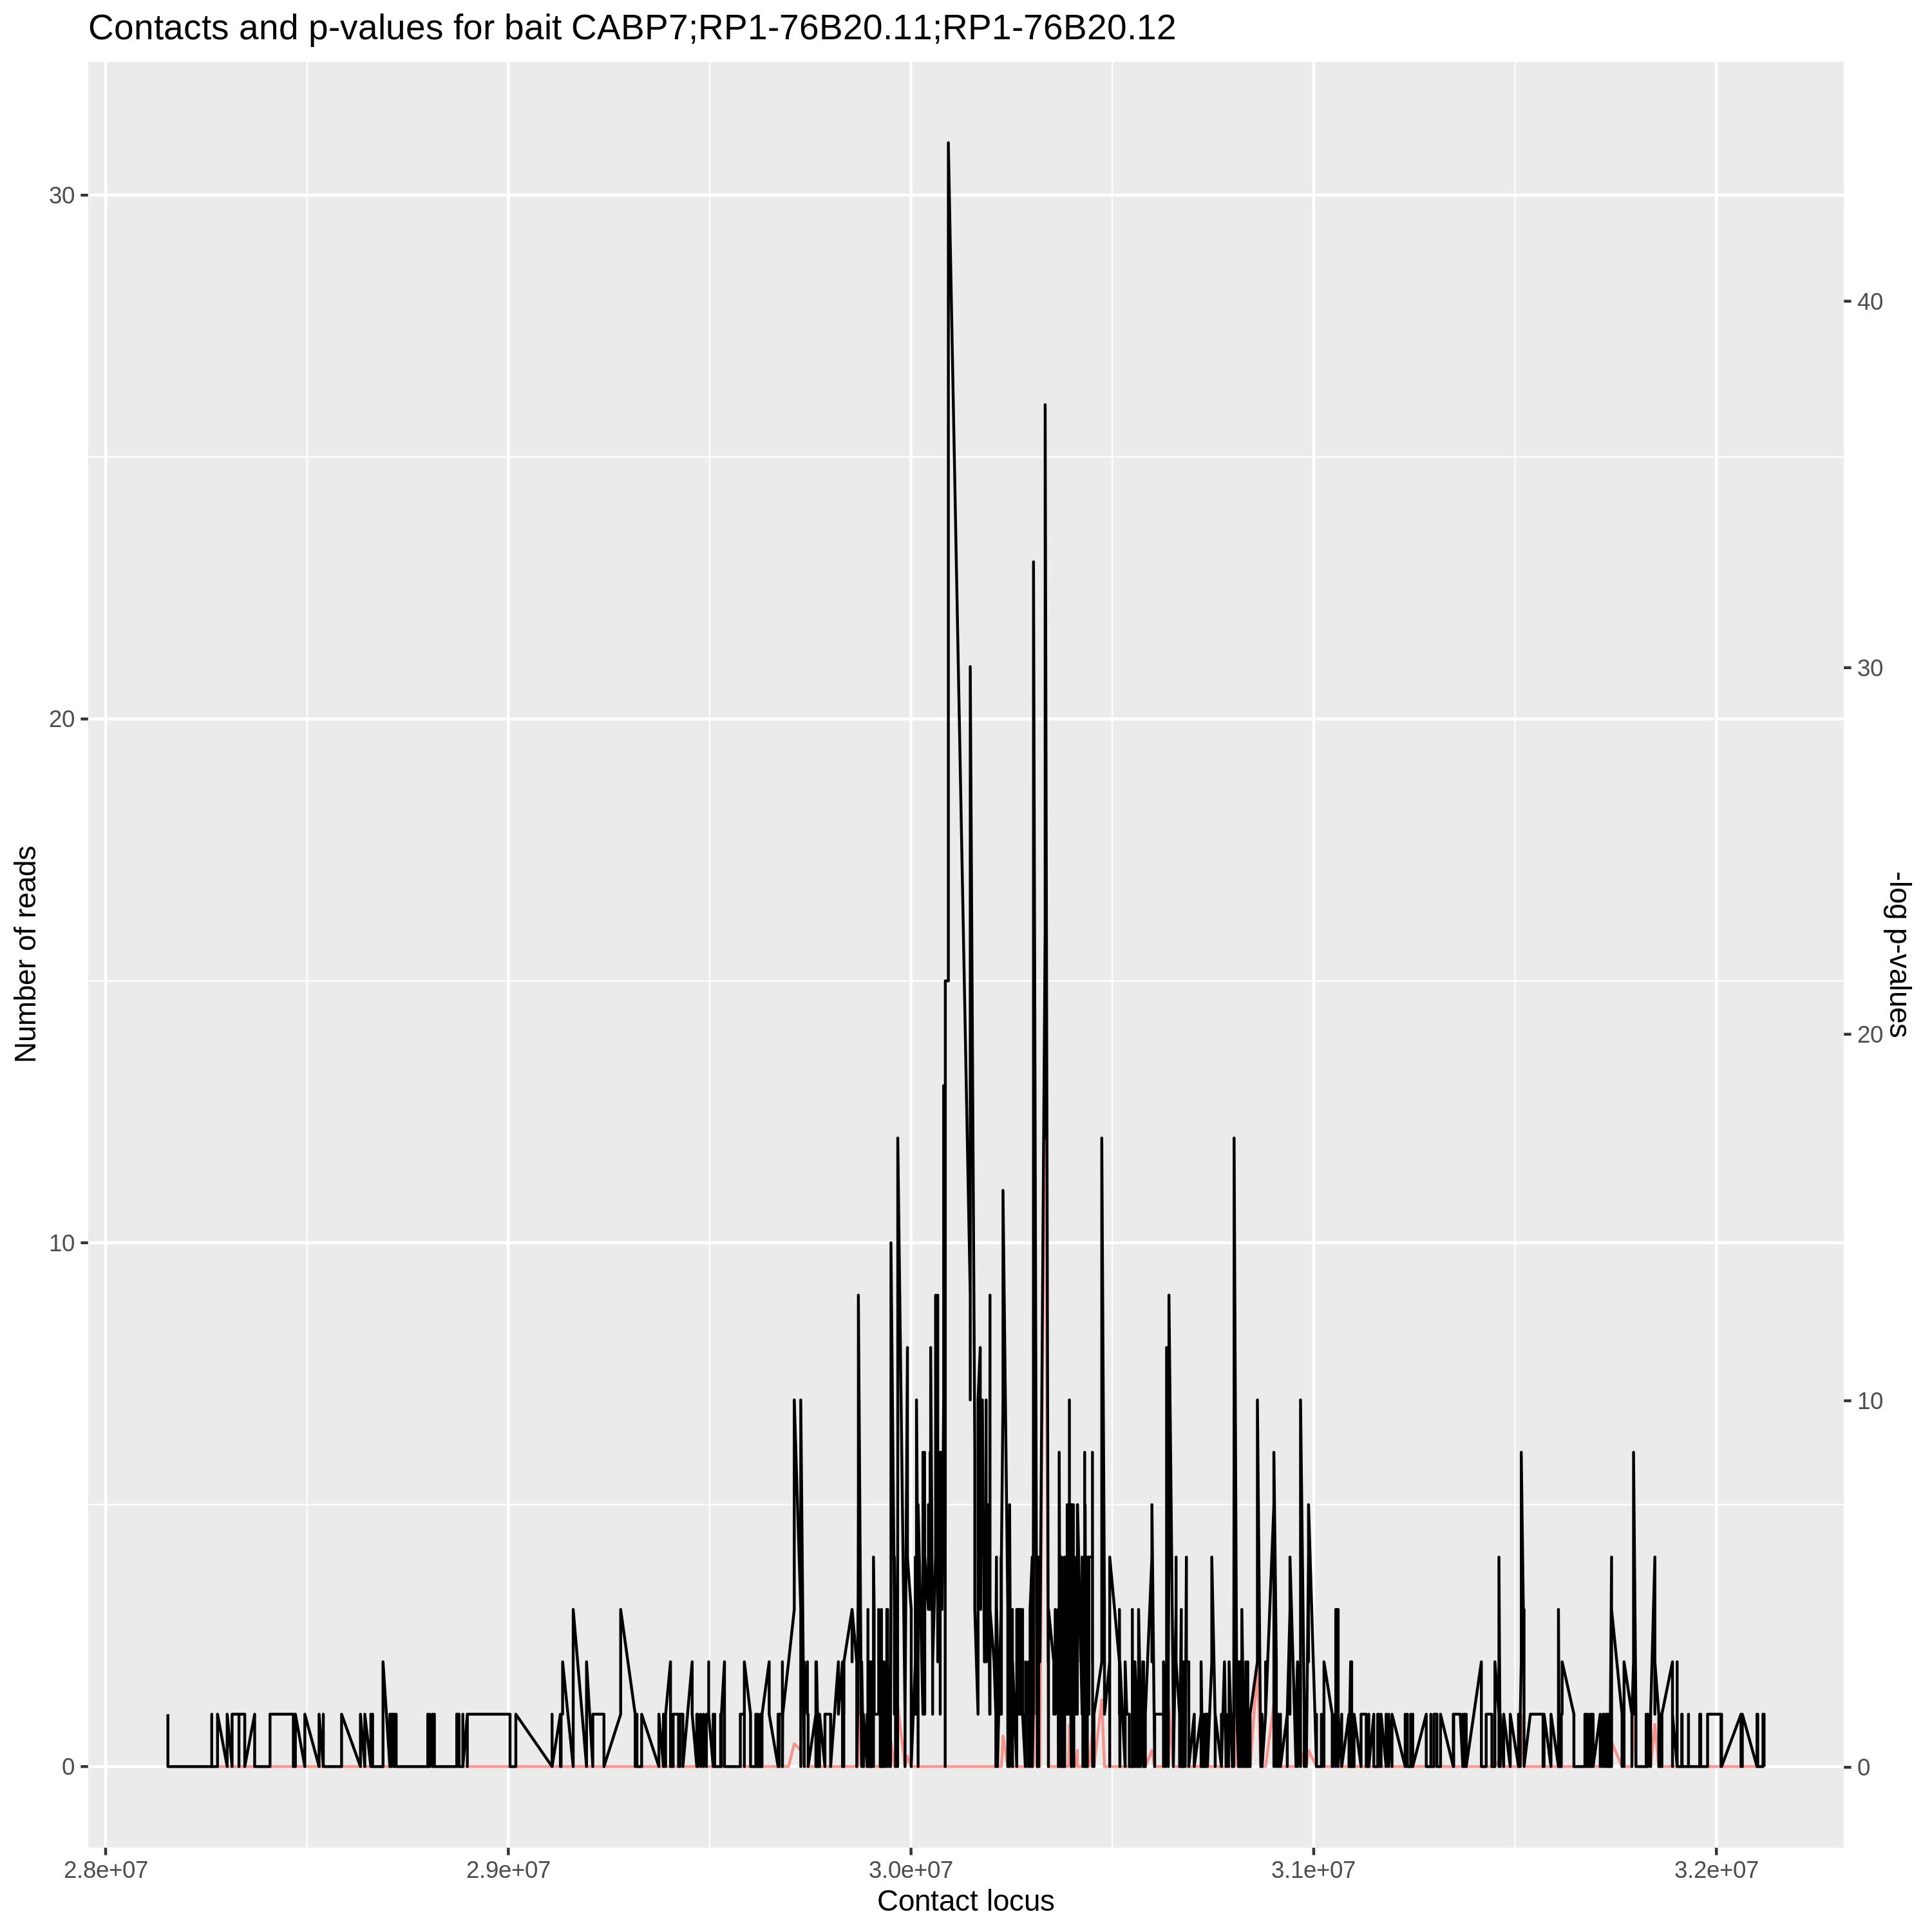 Contacts and p-values for bait CABP7;RP1-76B20.11;RP1-76B20.12
30
20
10
0
Number of reads
40
30
20
10
0
-log p-values
2.8e+07
2.9e+07
3.0e+07
3.1e+07
3.2e+07
Contact locus